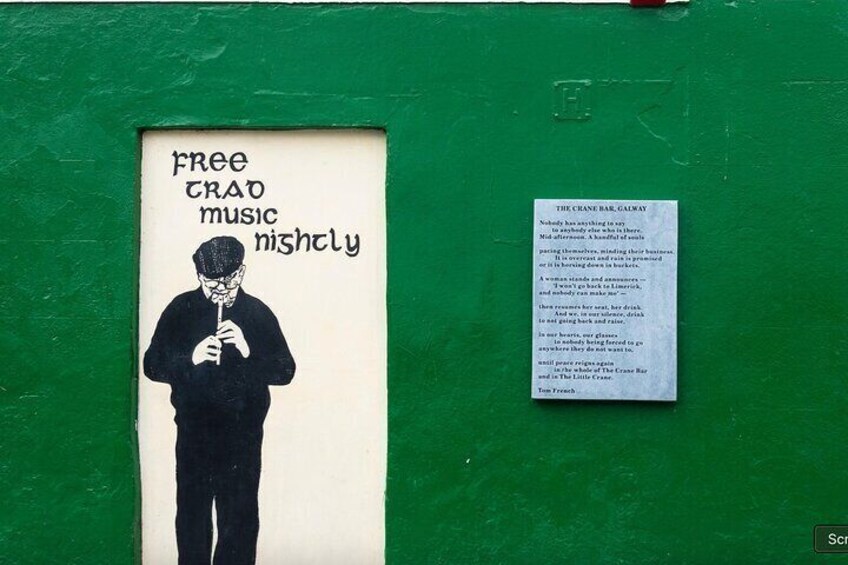 FREE
TRAD
MUSIC
NIGHTLY
H
THE CRANE BAR, GALWAY
Nobody has anything to say
to anybody else who is there.
Mid-afternoon. A handful of souls
pacing themselves, minding their business.
It is overcast and rain is promised
or it is horsing down in buckets.
A woman stands and announces —
'I won't go back to Limerick,
and nobody can make me' —
then resumes her seat, her drink.
And we, in our silence, drink
to not going back and raise,
in our hearts, our glasses
to nobody being forced to go
anywhere they do not want to,
until peace reigns again
in the whole of The Crane Bar
and in The Little Crane.
Tom French
Scr